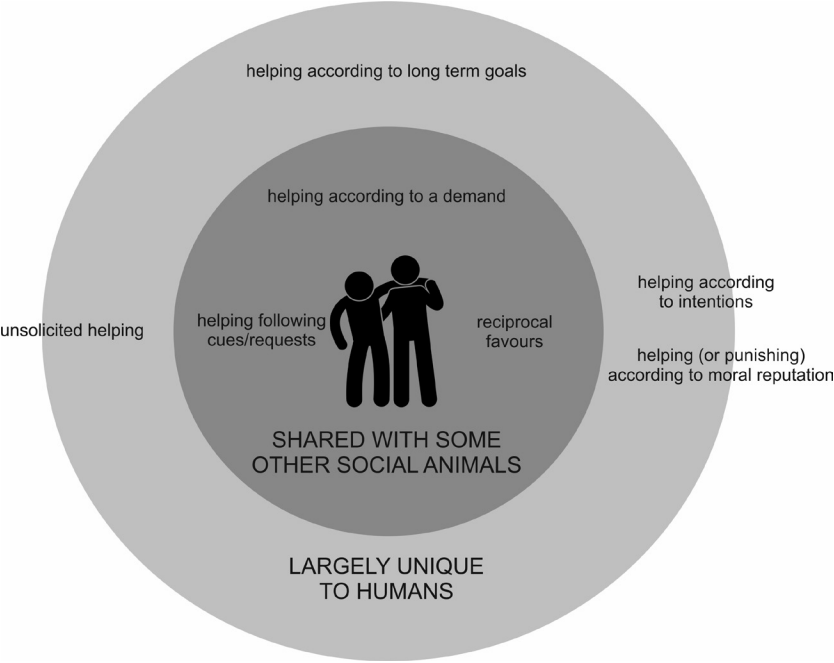 helping according to long term goals
helping according to a demand
unsolicited helping
helping following
cues/requests
reciprocal
favours
helping according
to intentions
helping (or punishing)
according to moral reputation
SHARED WITH SOME
OTHER SOCIAL ANIMALS
LARGELY UNIQUE
TO HUMANS